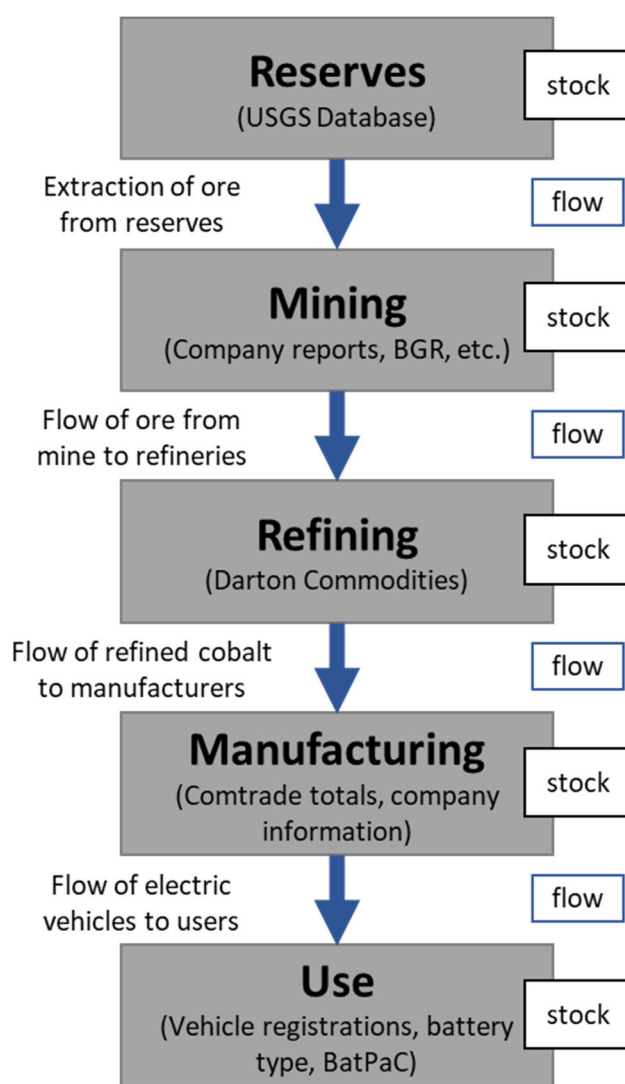 Reserves
(USGS Database)
stock
Extraction of ore
from reserves
flow
Mining
(Company reports, BGR, etc.)
stock
Flow of ore from
mine to refineries
flow
Refining
(Darton Commodities)
stock
Flow of refined cobalt
to manufacturers
flow
Manufacturing
(Comtrade totals, company
information)
stock
Flow of electric
vehicles to users
flow
Use
(Vehicle registrations, battery
type, BatPaC)
stock